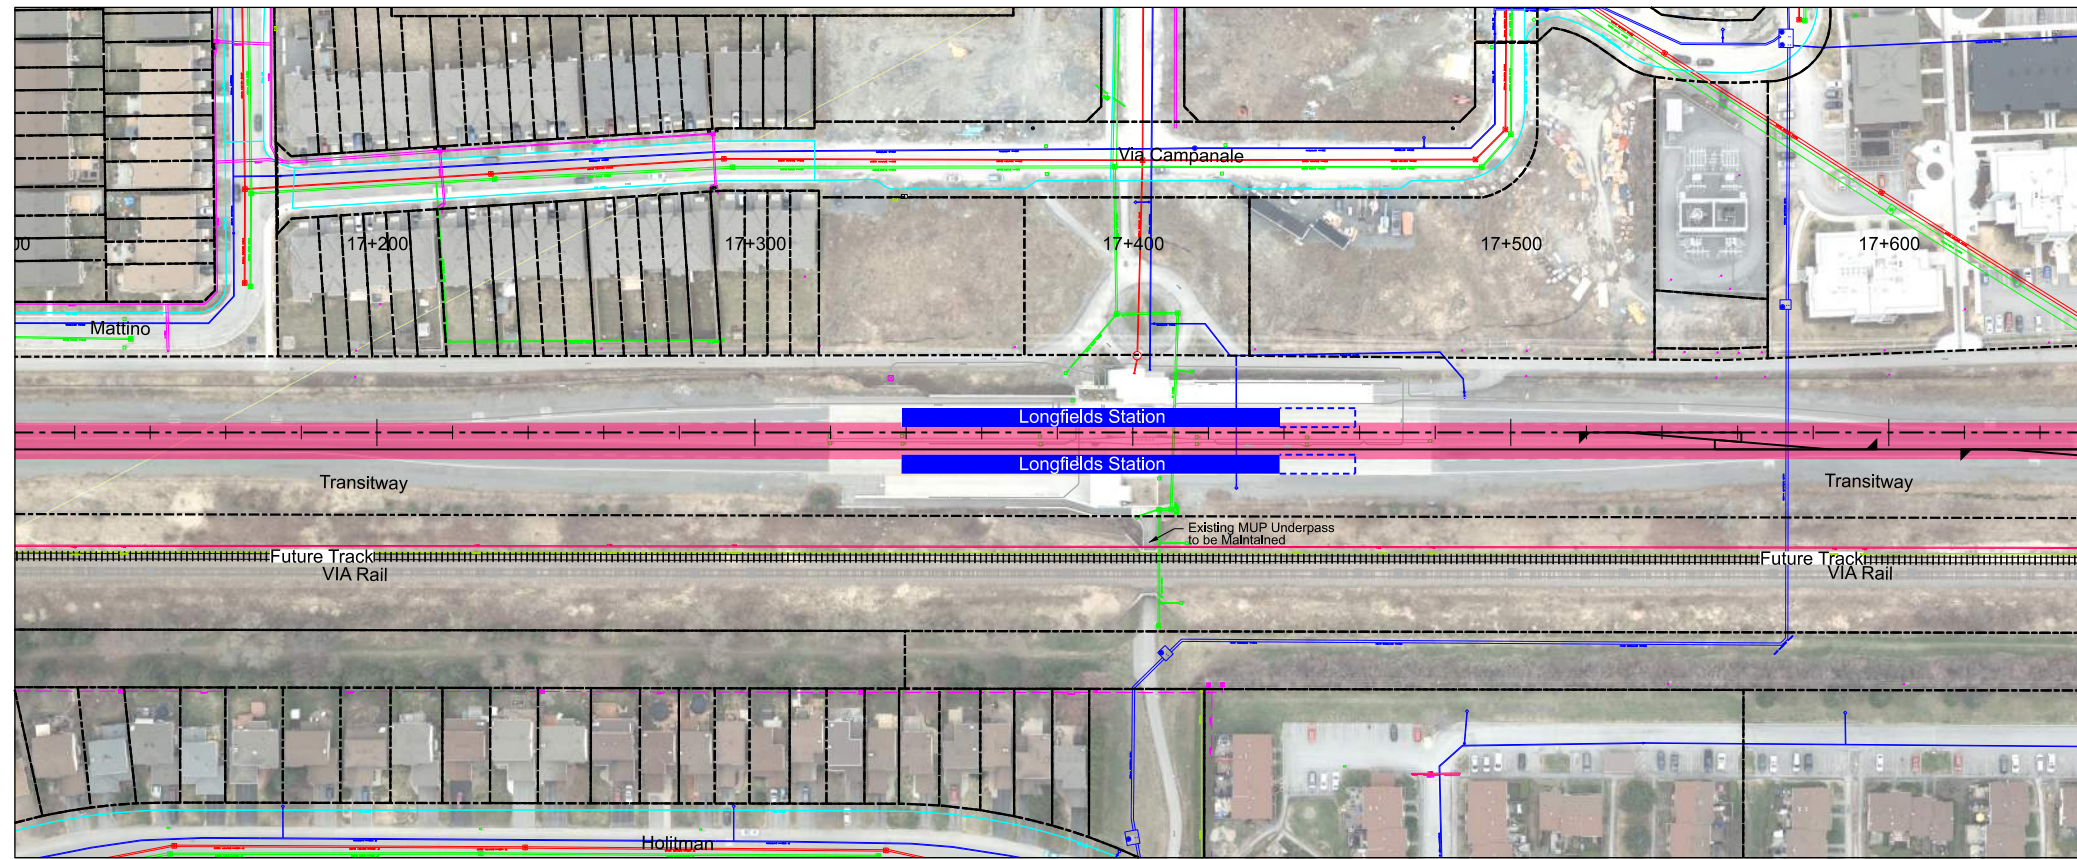 Via Campanale
00
17+200
17+300
17+400
17+500
17+600
Mattino
Longfields Station
Longfields Station
Transitway
Transitway
Existing MUP Underpass
to be Maintained
Future Track
VIA Rail
Future Track
VIA Rail
Holitman